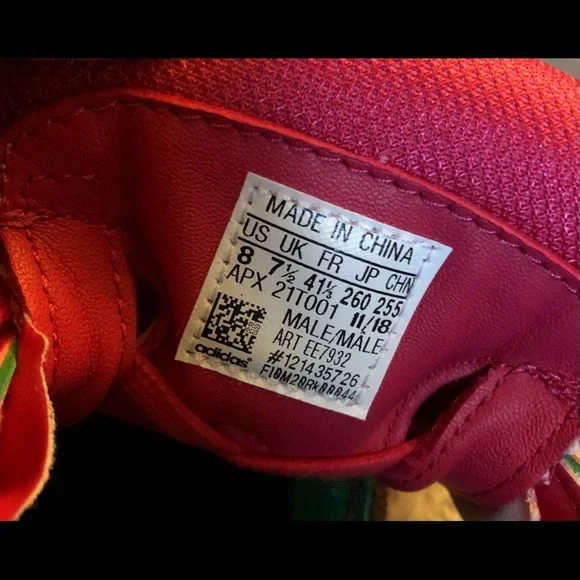 MADE IN CHINA
US UK FR JP CHN
8 7½ 41⅓ 260 255
APX 21T001 11/18
MALE/MALE
ART EE7932
#121435726
adidas